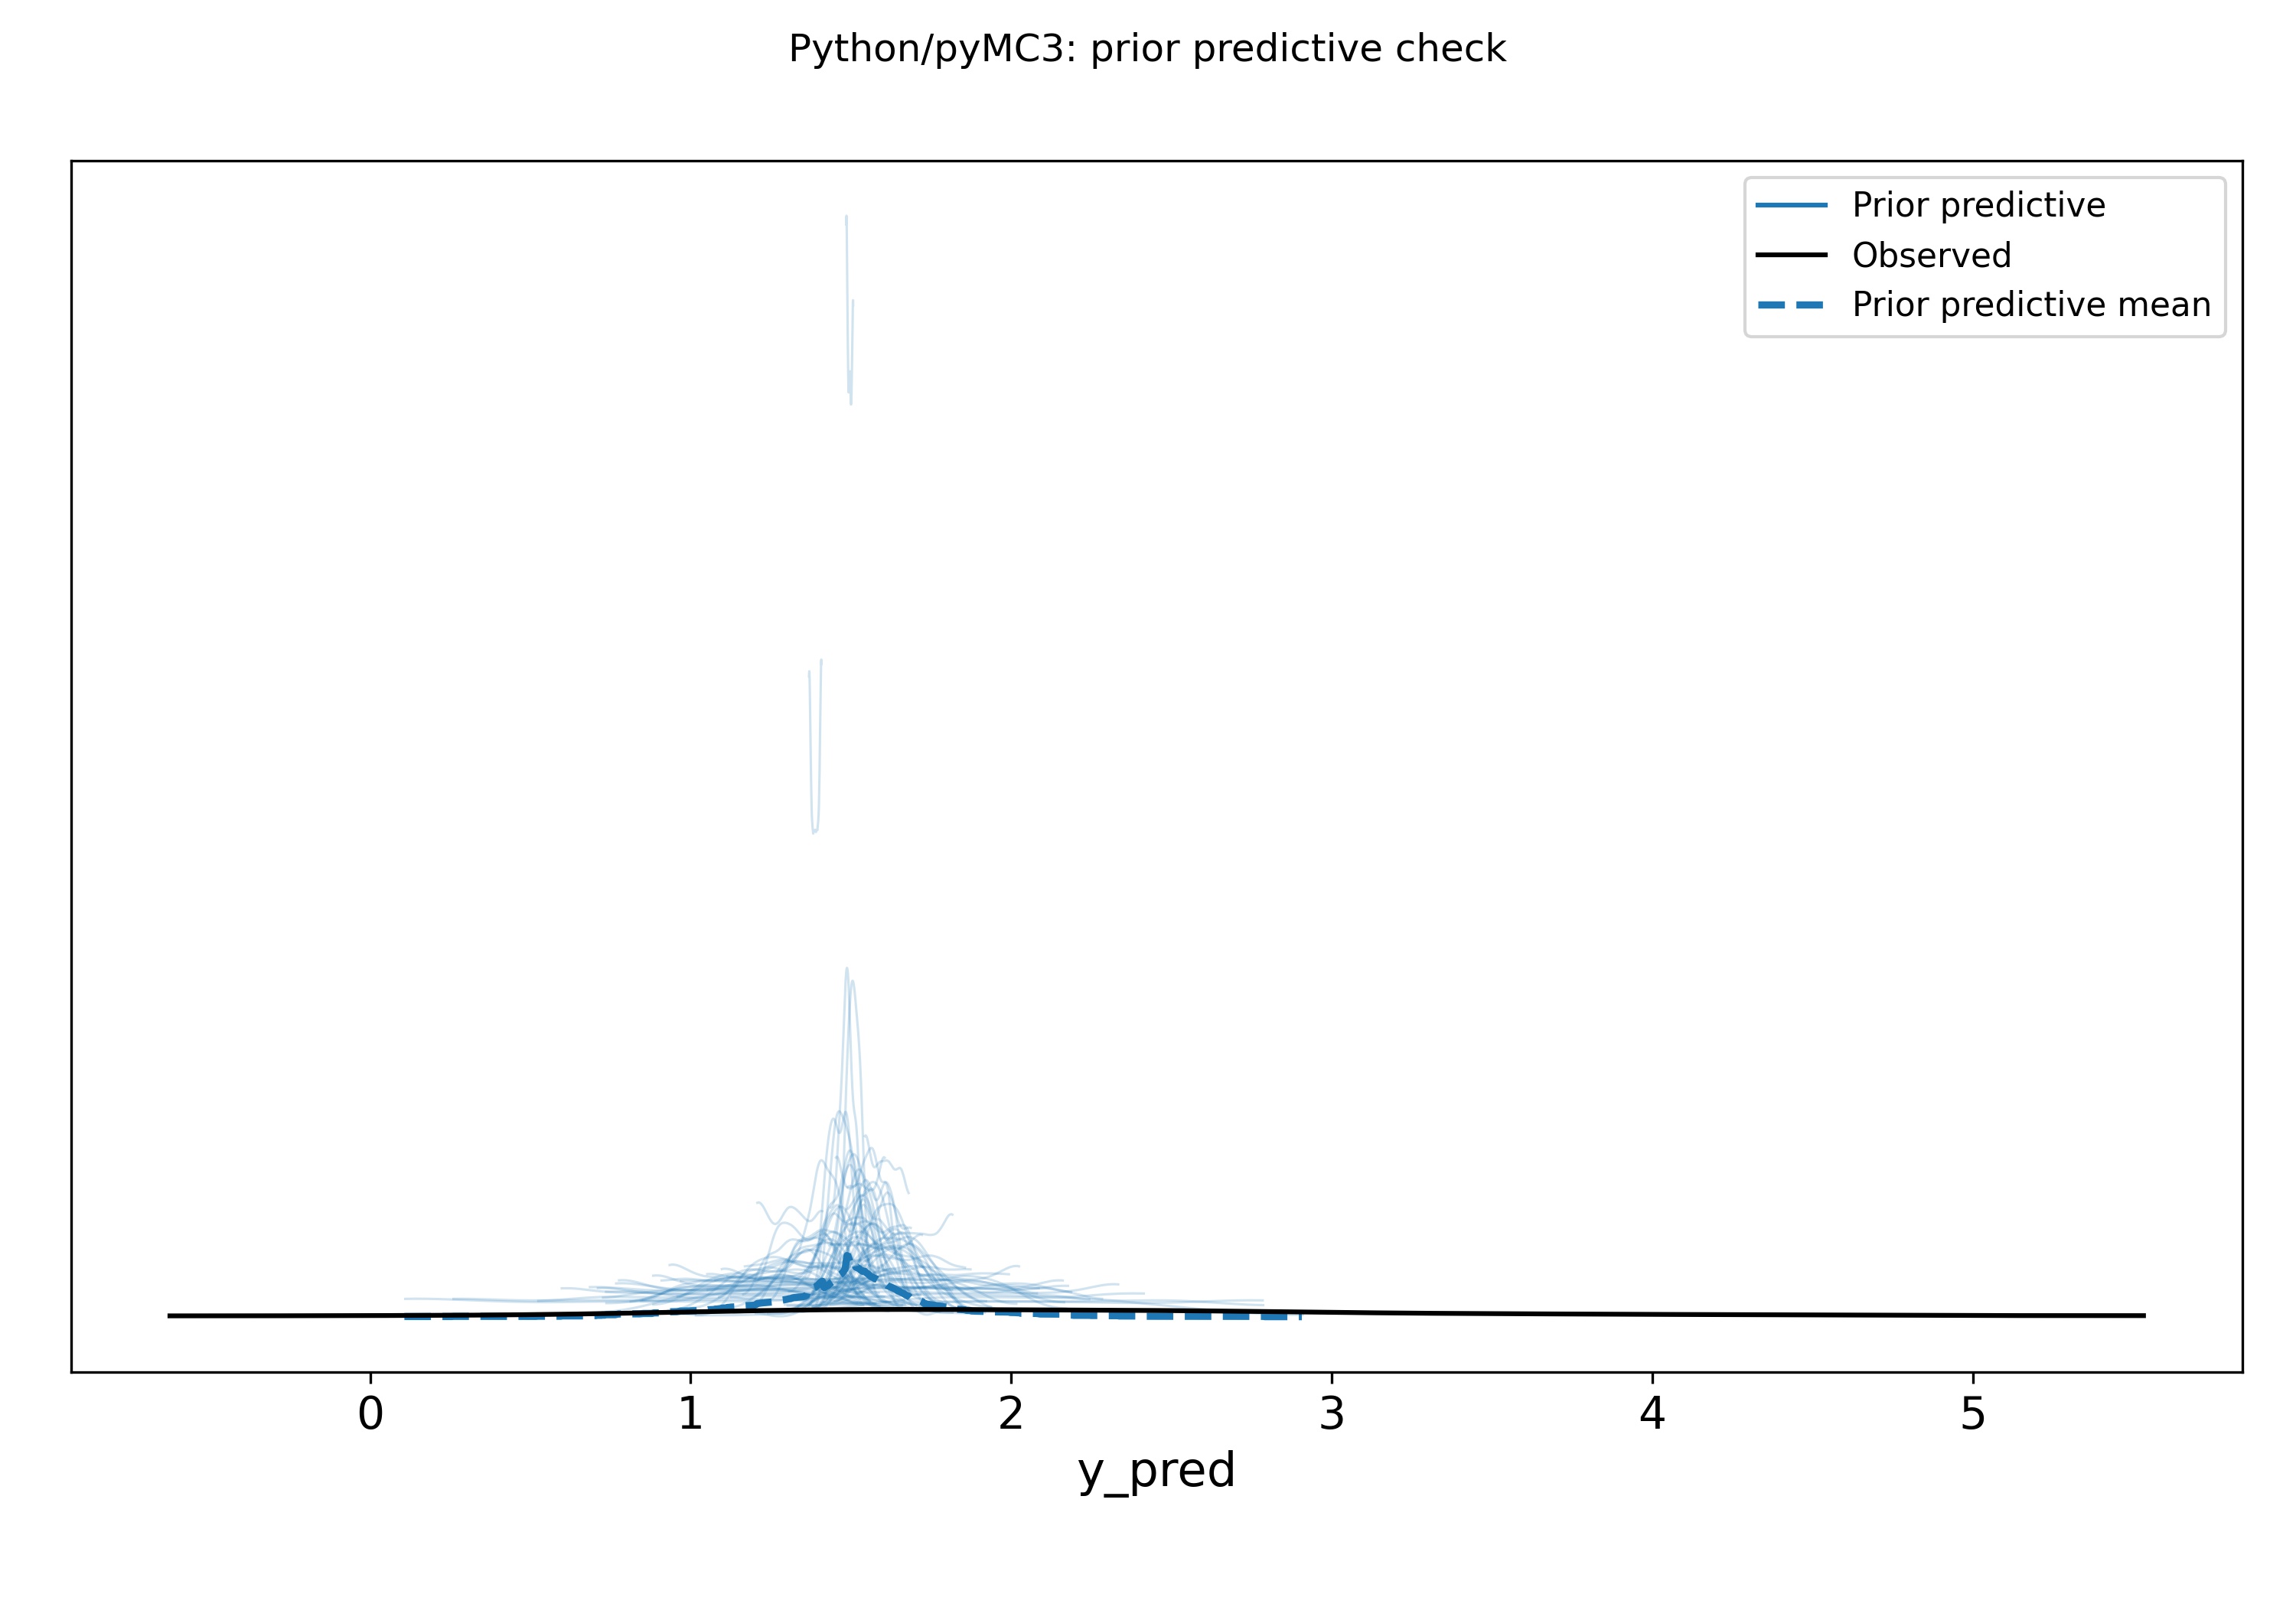 Python/pyMC3: prior predictive check
Prior predictive
Observed
Prior predictive mean
0 1 2 3 4 5
y_pred